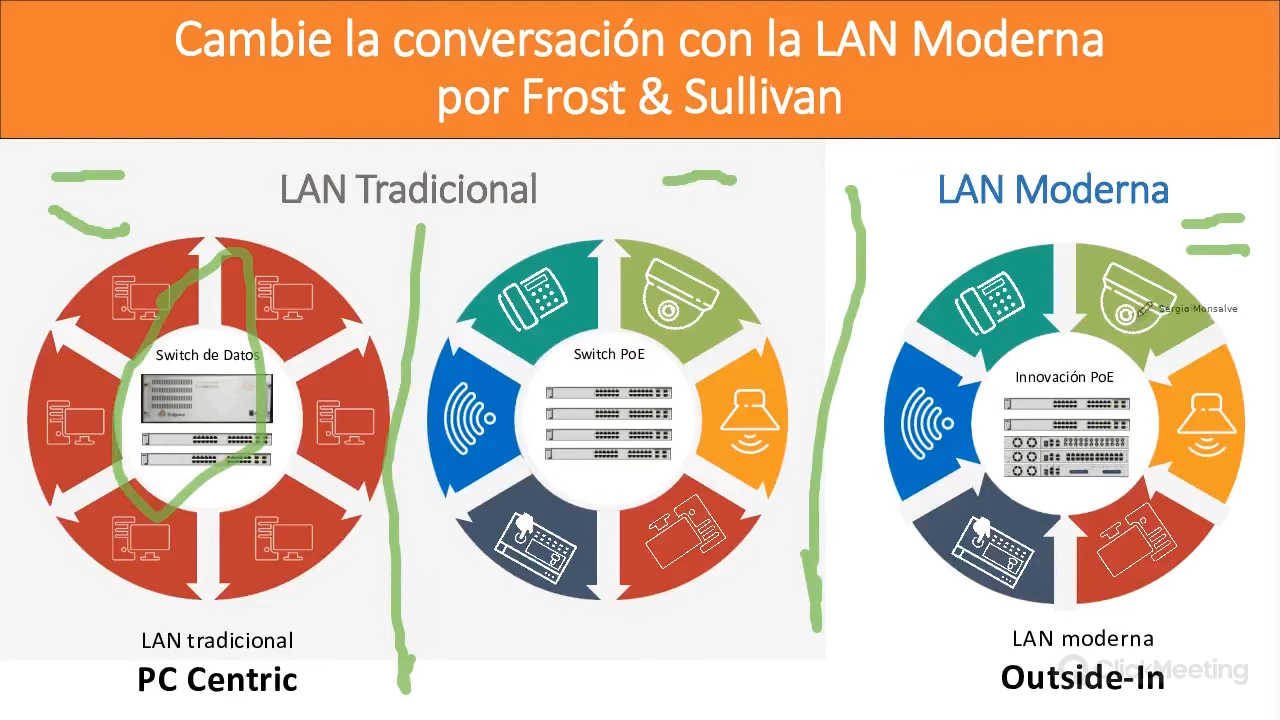 Cambie la conversación con la LAN Moderna
por Frost & Sullivan
LAN Tradicional
LAN Moderna
Sergio Monsalve
Switch de Datos
Switch PoE
Innovación PoE
LAN tradicional
PC Centric
LAN moderna
Outside-In
ClickMeeting